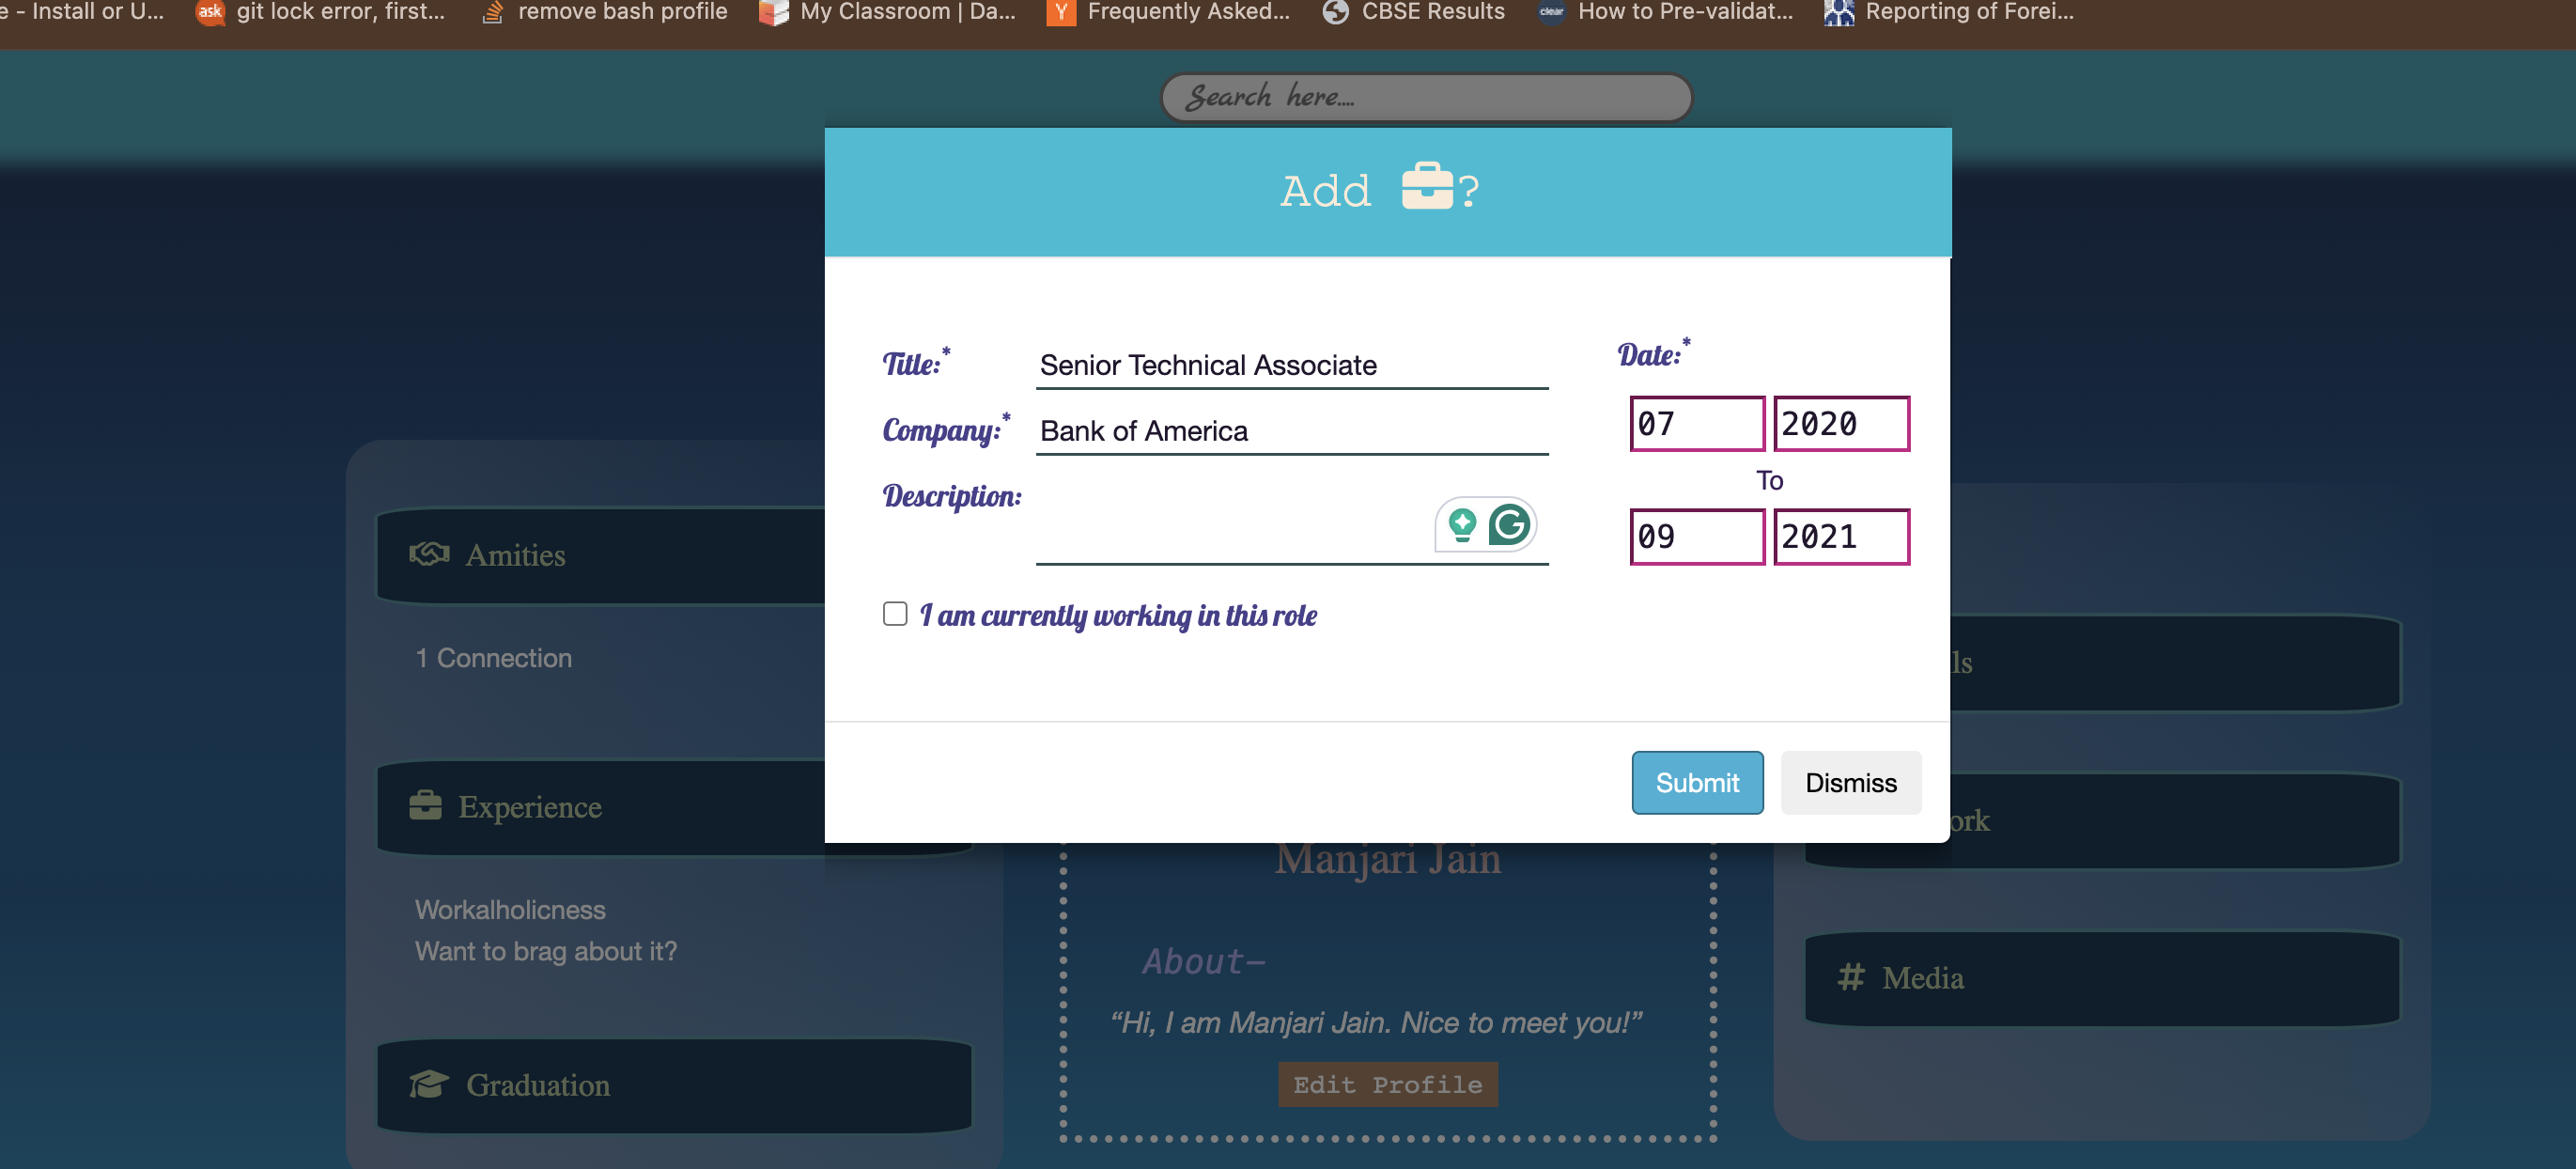 e - Install or U...
ask git lock error, first...
remove bash profile
My Classroom | Da...
Y Frequently Asked...
CBSE Results
clear How to Pre-validat...
Reporting of Forei...
Search here....
Add ?
Title:*
Senior Technical Associate
Company:*
Bank of America
Description:
Date:*
07 2020
To
09 2021
I am currently working in this role
Submit
Dismiss
Amities
1 Connection
Experience
Workalholicness
Want to brag about it?
Graduation
Manjari Jain
About-
“Hi, I am Manjari Jain. Nice to meet you!”
Edit Profile
ls
ork
# Media